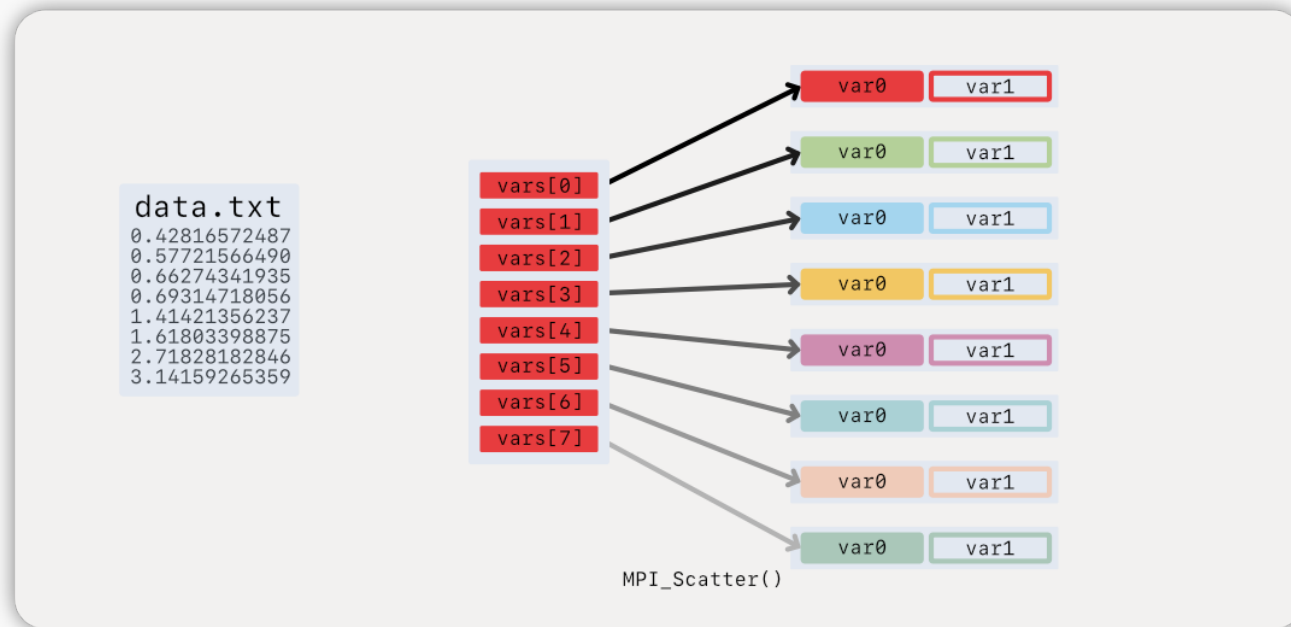 data.txt
0.42816572487
0.57721566490
0.66274341935
0.69314718056
1.41421356237
1.61803398875
2.71828182846
3.14159265359
vars[0]
vars[1]
vars[2]
vars[3]
vars[4]
vars[5]
vars[6]
vars[7]
MPI_Scatter()
var0 var1
var0 var1
var0 var1
var0 var1
var0 var1
var0 var1
var0 var1
var0 var1